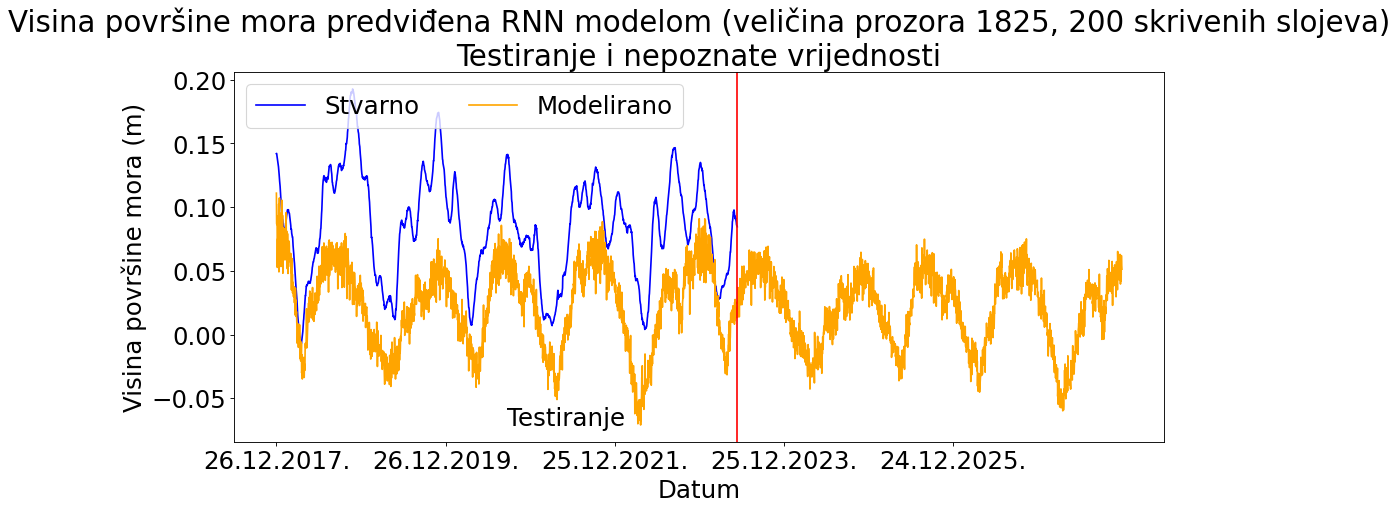 Visina površine mora predviđena RNN modelom (veličina prozora 1825, 200 skrivenih slojeva)
Testiranje i nepoznate vrijednosti
Stvarno
Modelirano
Visina površine mora (m)
0.20
0.15
0.10
0.05
0.00
−0.05
Testiranje
26.12.2017.
26.12.2019.
25.12.2021.
25.12.2023.
24.12.2025.
Datum